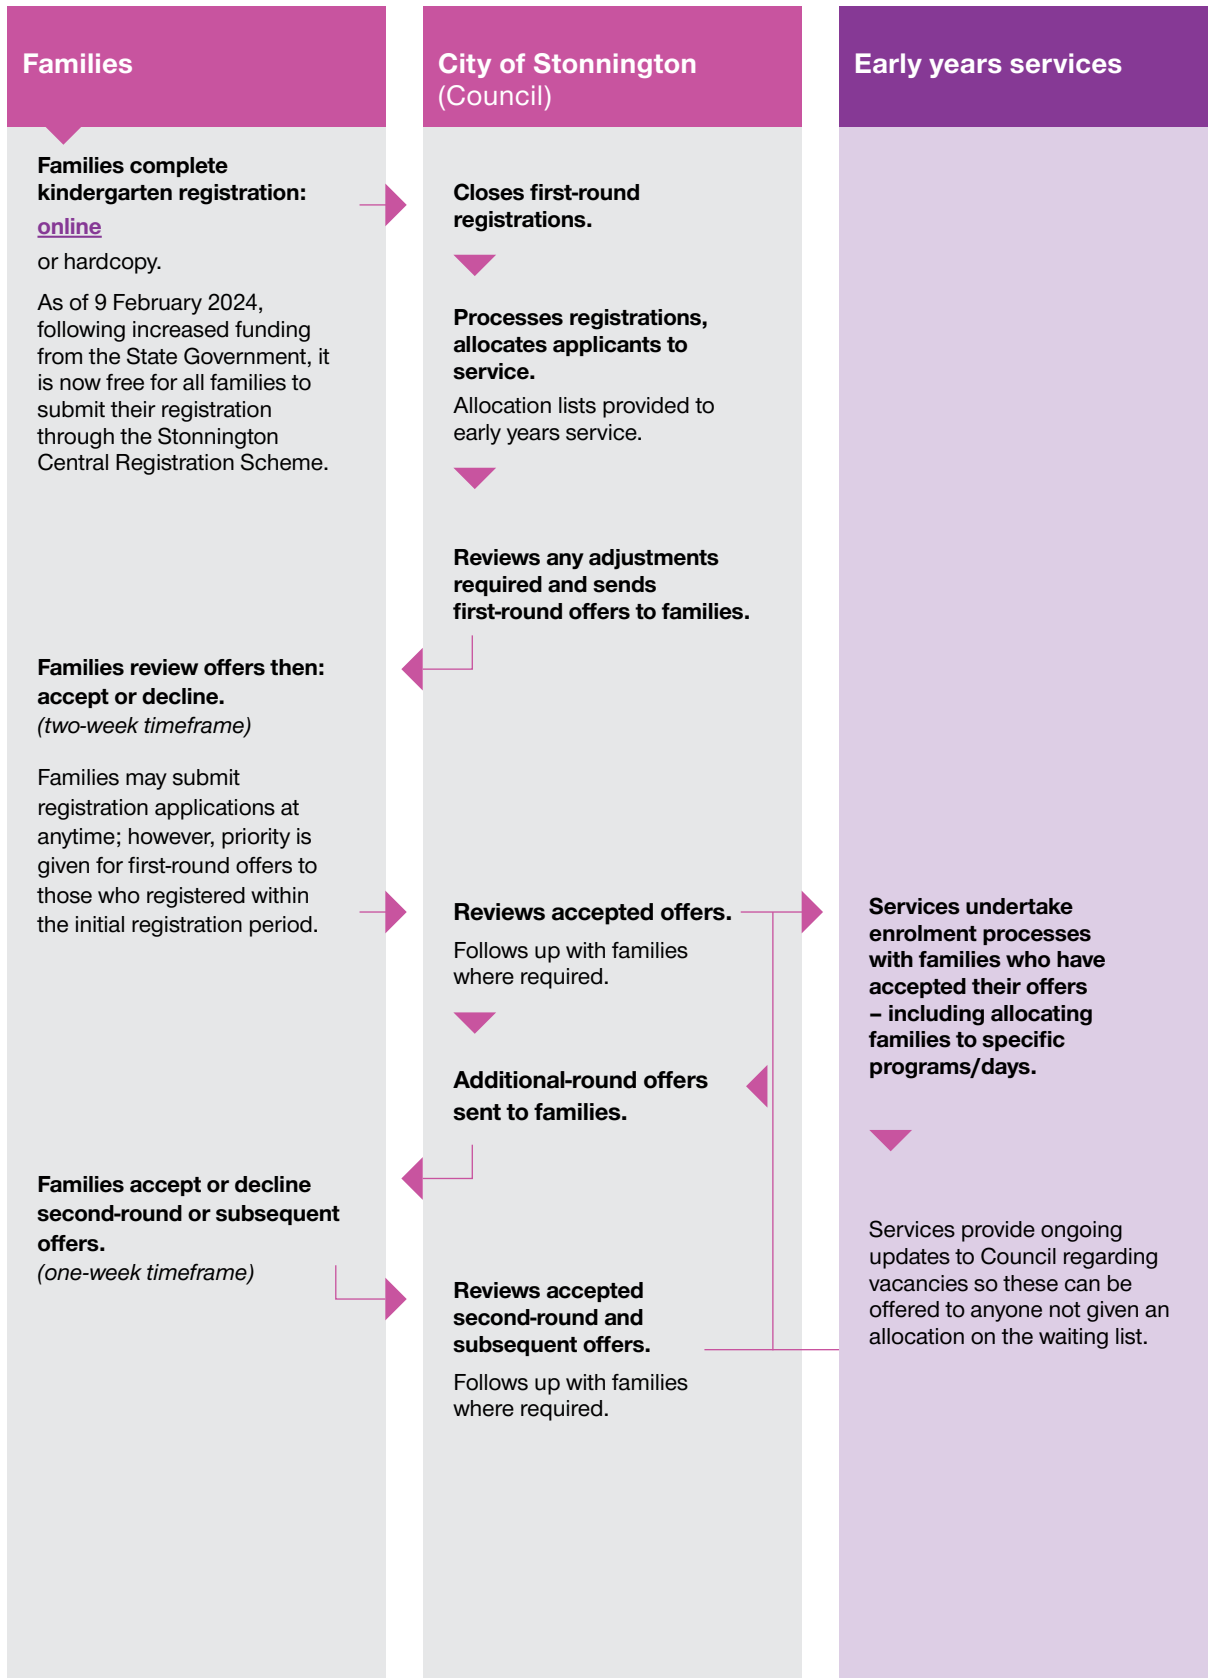 Families
City of Stonnington
(Council)
Early years services
Families complete
kindergarten registration:
online
or hardcopy.
As of 9 February 2024,
following increased funding
from the State Government, it
is now free for all families to
submit their registration
through the Stonnington
Central Registration Scheme.
Closes first-round
registrations.
Processes registrations,
allocates applicants to
service.
Allocation lists provided to
early years service.
Reviews any adjustments
required and sends
first-round offers to families.
Families review offers then:
accept or decline.
(two-week timeframe)
Families may submit
registration applications at
anytime; however, priority is
given for first-round offers to
those who registered within
the initial registration period.
Reviews accepted offers.
Follows up with families
where required.
Services undertake
enrolment processes
with families who have
accepted their offers
– including allocating
families to specific
programs/days.
Additional-round offers
sent to families.
Families accept or decline
second-round or subsequent
offers.
(one-week timeframe)
Reviews accepted
second-round and
subsequent offers.
Follows up with families
where required.
Services provide ongoing
updates to Council regarding
vacancies so these can be
offered to anyone not given an
allocation on the waiting list.